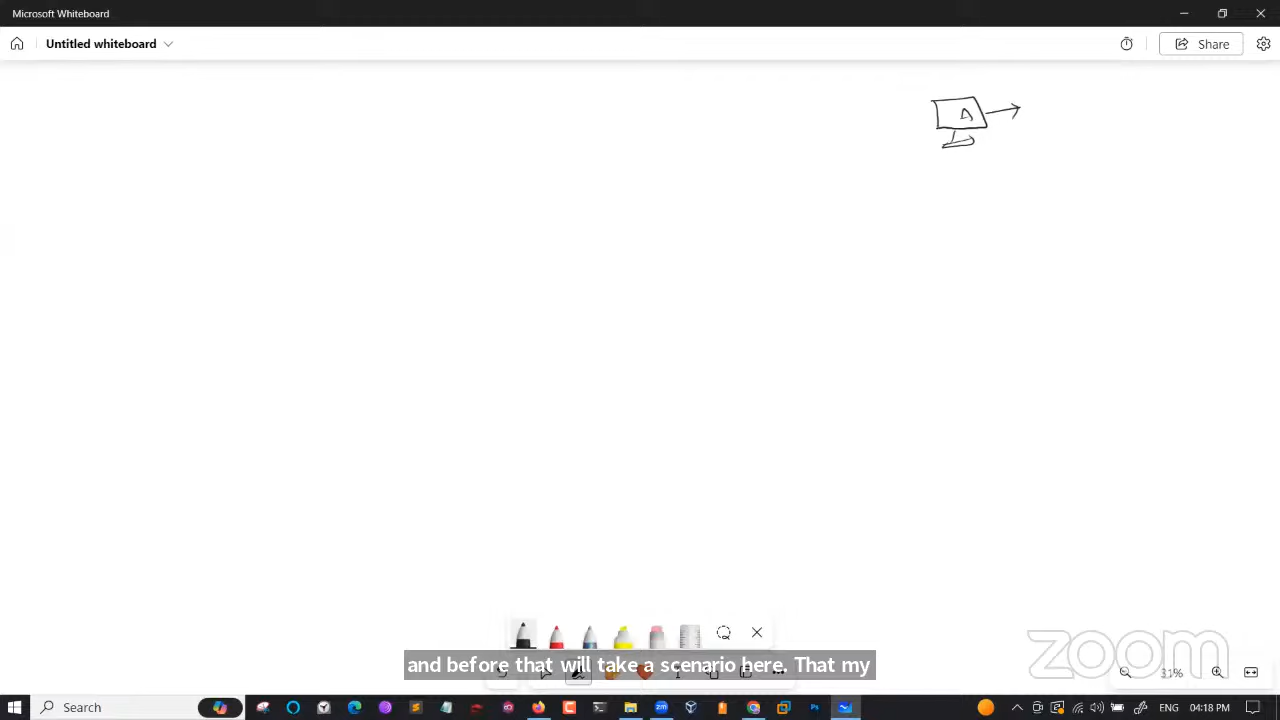 Microsoft Whiteboard
Untitled whiteboard
Share
A
and before that will take a scenario here. That my
zoom
31%
Search
ENG
04:18 PM